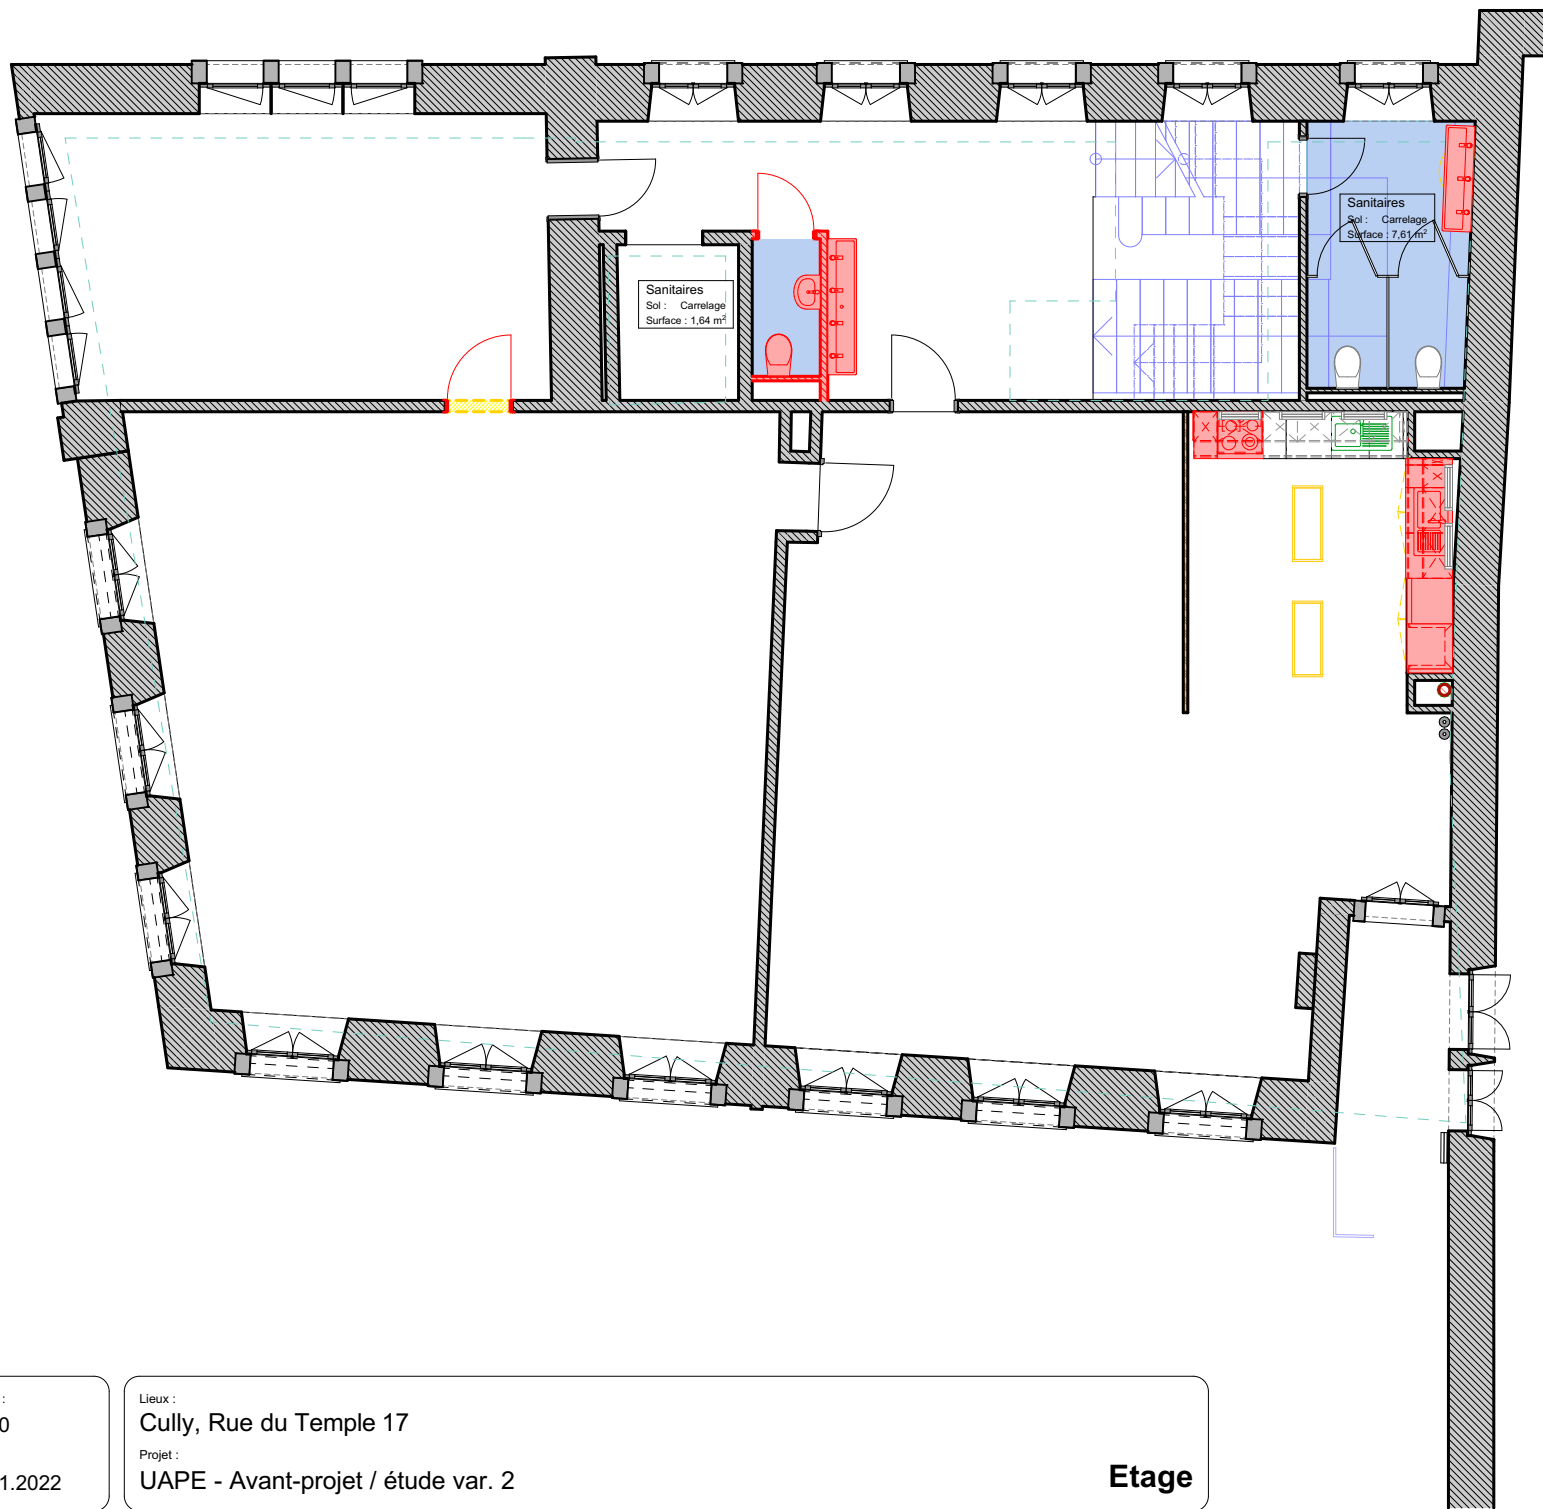 Sanitaires
Sol : Carrelage
Surface : 7,61 m²
Sanitaires
Sol : Carrelage
Surface : 1,64 m²
:
0
1.2022
Lieux :
Cully, Rue du Temple 17
Projet :
UAPE - Avant-projet / étude var. 2
Etage